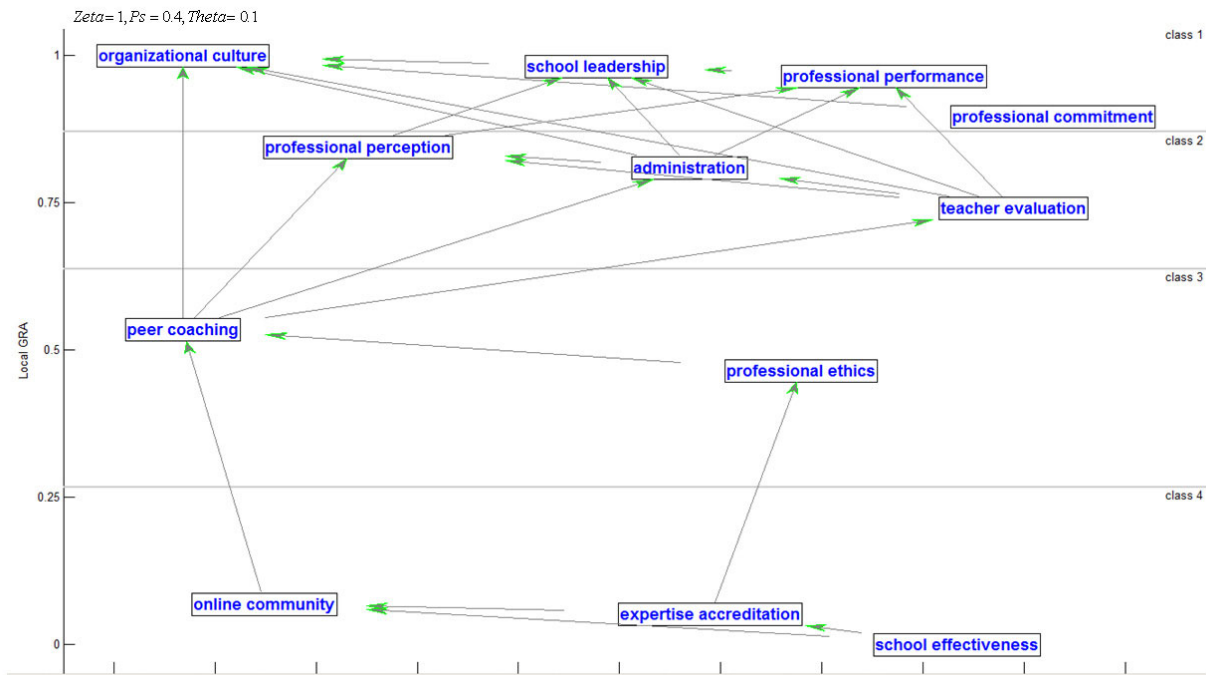 Zeta= 1, Ps = 0.4, Theta= 0.1
class 1
1
organizational culture
school leadership
professional performance
professional commitment
class 2
professional perception
administration
0.75
teacher evaluation
class 3
peer coaching
Local GRA
0.5
professional ethics
0.25
class 4
online community
expertise accreditation
0
school effectiveness